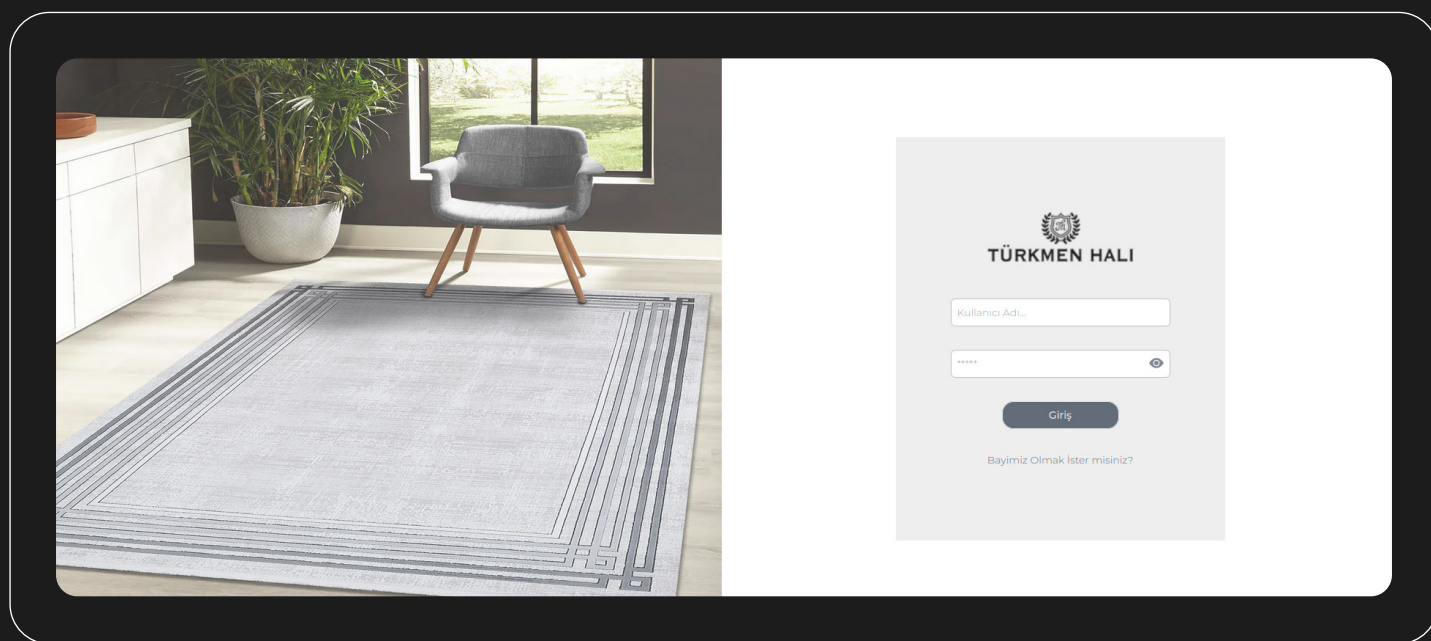 TÜRKMEN HALI
Kullanıcı Adı...
*****
Giriş
Bayimiz Olmak İster misiniz?